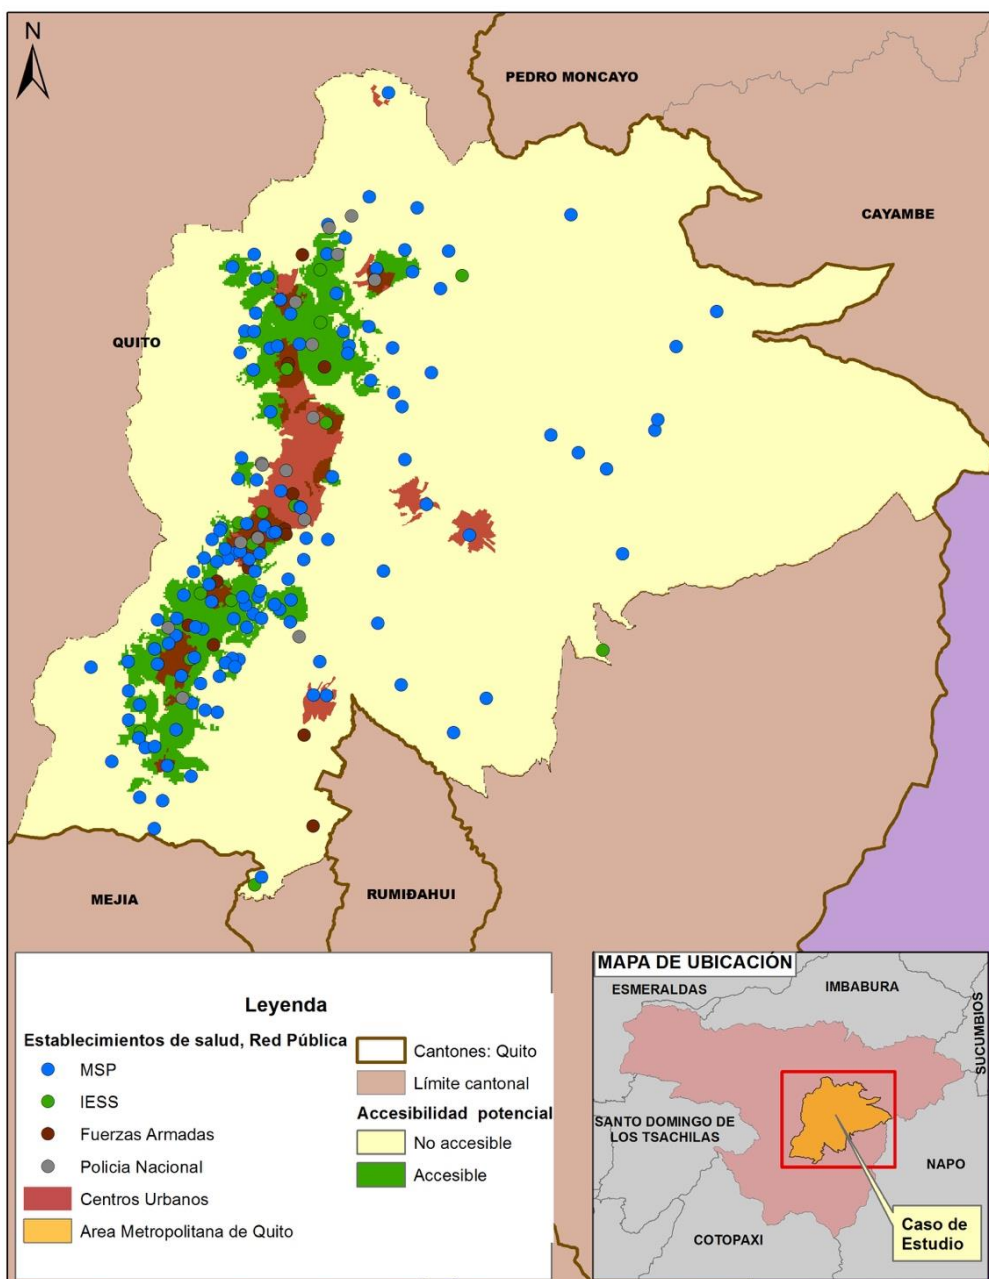 N
PEDRO MONCAYO
CAYAMBE
QUITO
MEJIA
RUMIÐAHUI
Leyenda
Establecimientos de salud, Red Pública
MSP
IESS
Fuerzas Armadas
Policia Nacional
Centros Urbanos
Area Metropolitana de Quito
Cantones: Quito
Límite cantonal
Accesibilidad potencial
No accesible
Accesible
MAPA DE UBICACIÓN
ESMERALDAS
IMBABURA
SUCUMBIOS
SANTO DOMINGO DE
LOS TSACHILAS
NAPO
COTOPAXI
Caso de
Estudio